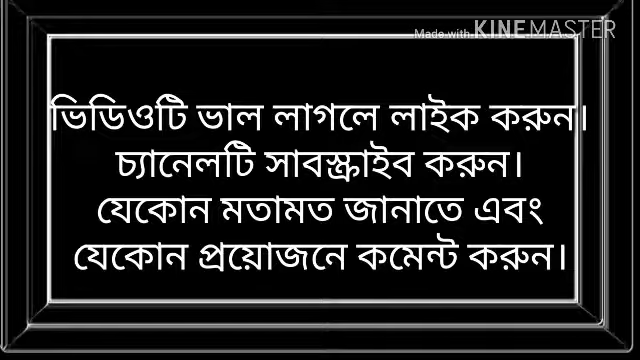 Made with KINEMASTER
ভিডিওটি ভাল লাগলে লাইক করুন।
চ্যানেলটি সাবস্ক্রাইব করুন।
যেকোন মতামত জানাতে এবং
যেকোন প্রয়োজনে কমেন্ট করুন।